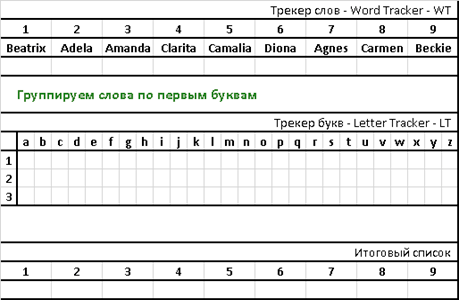 Трекер слов - Word Tracker - WT
1 2 3 4 5 6 7 8 9
Beatrix Adela Amanda Clarita Camalia Diona Agnes Carmen Beckie
Группируем слова по первым буквам
Трекер букв - Letter Tracker - LT
a b c d e f g h i j k l m n o p q r s t u v w x y z
1
2
3
Итоговый список
1 2 3 4 5 6 7 8 9